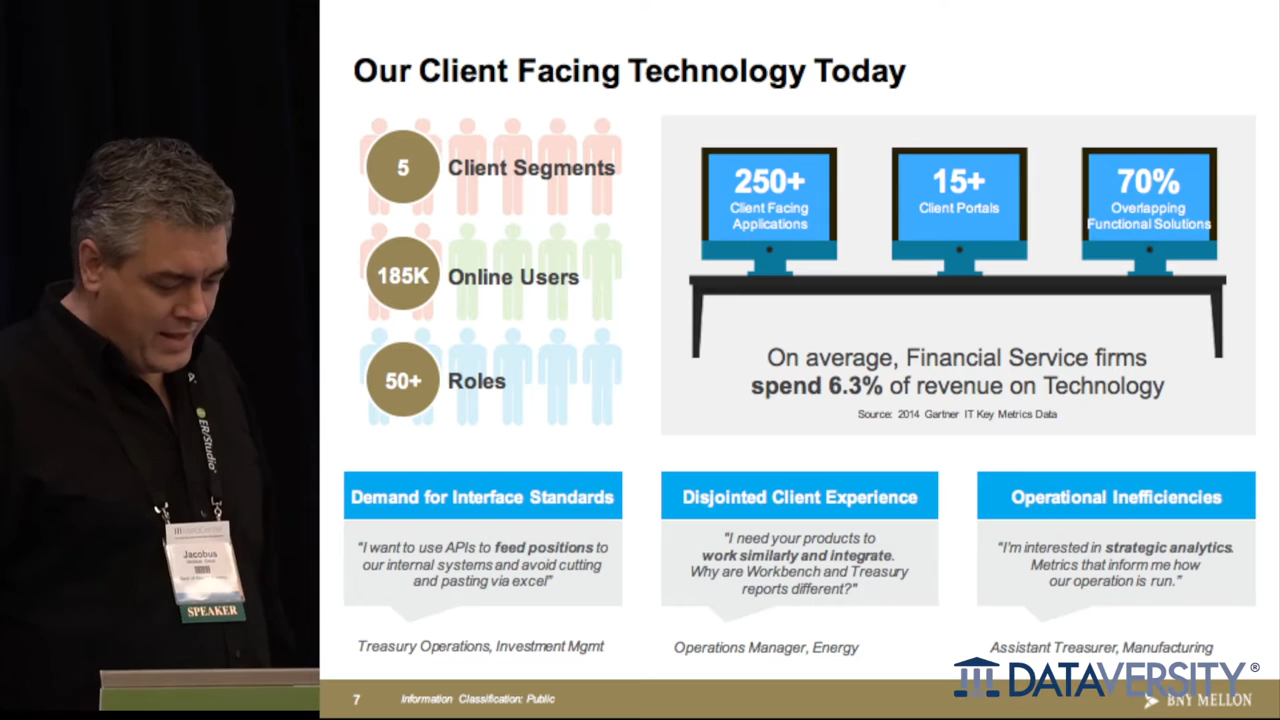 Our Client Facing Technology Today
5
Client Segments
185K
Online Users
50+
Roles
250+
Client Facing
Applications
15+
Client Portals
70%
Overlapping
Functional Solutions
On average, Financial Service firms
spend 6.3% of revenue on Technology
Source: 2014 Gartner IT Key Metrics Data
Demand for Interface Standards
"I want to use APIs to feed positions to
our internal systems and avoid cutting
and pasting via excel"
Treasury Operations, Investment Mgmt
Disjointed Client Experience
"I need your products to
work similarly and integrate.
Why are Workbench and Treasury
reports different?"
Operations Manager, Energy
Operational Inefficiencies
"I'm interested in strategic analytics.
Metrics that inform me how
our operation is run."
Assistant Treasurer, Manufacturing
7
Information Classification: Public
DATAVERSITY®
BNY MELLON
ER/Studio
Jacobus
SPEAKER